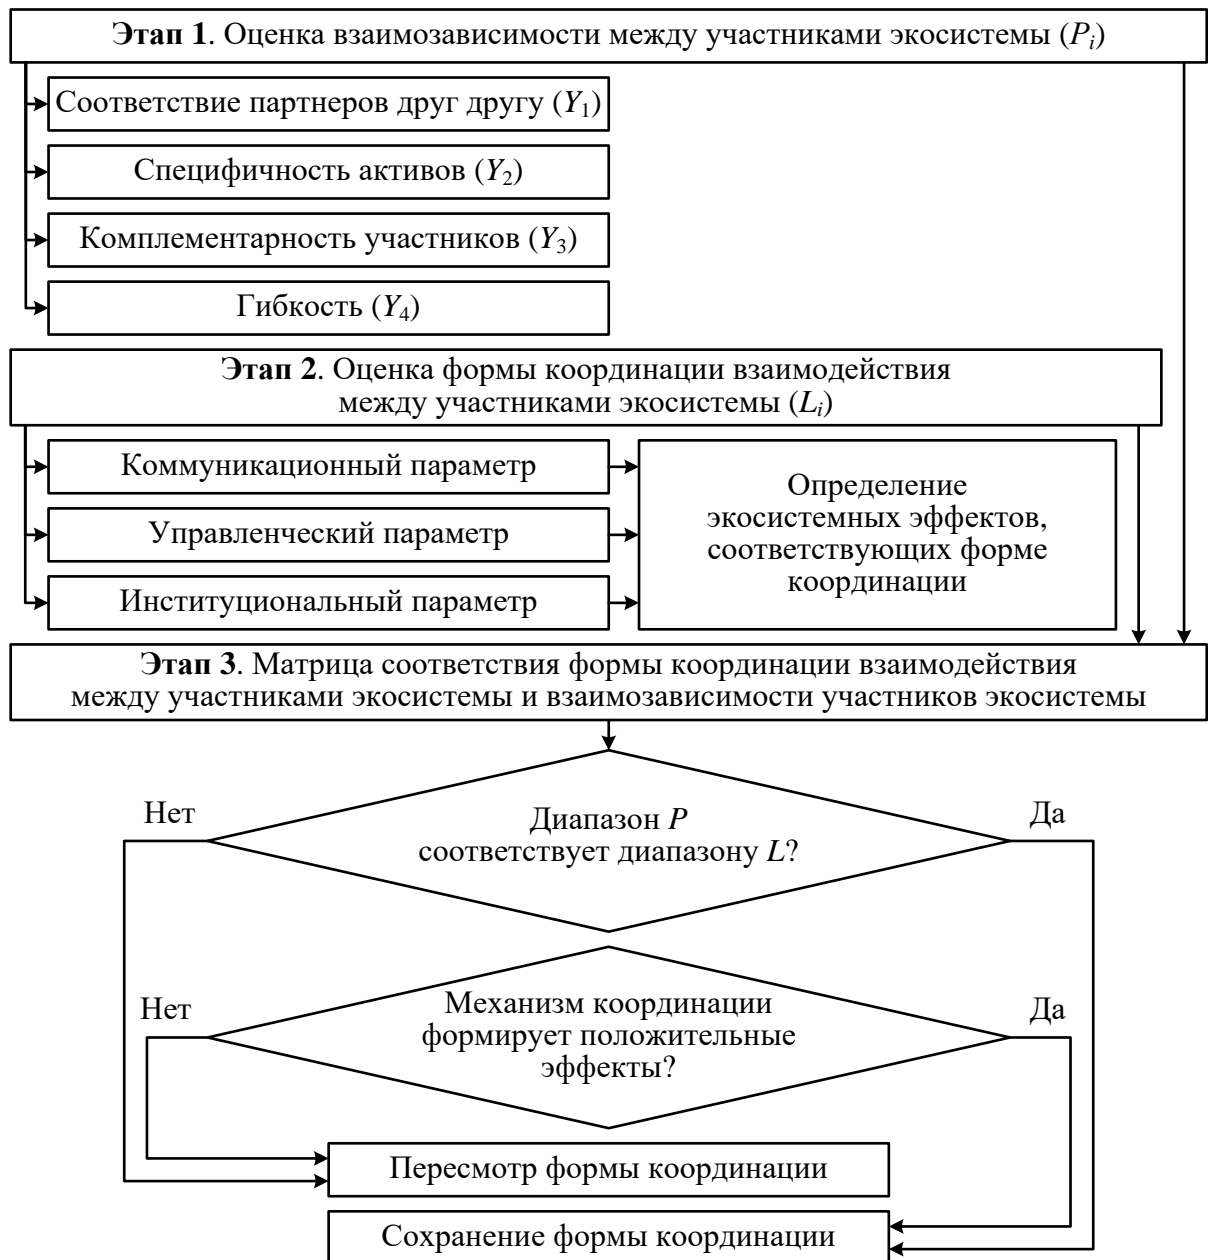 Этап 1. Оценка взаимозависимости между участниками экосистемы (Pi)
Соответствие партнеров друг другу (Y1)
Специфичность активов (Y2)
Комплементарность участников (Y3)
Гибкость (Y4)
Этап 2. Оценка формы координации взаимодействия
между участниками экосистемы (Li)
Коммуникационный параметр
Управленческий параметр
Институциональный параметр
Определение
экосистемных эффектов,
соответствующих форме
координации
Этап 3. Матрица соответствия формы координации взаимодействия
между участниками экосистемы и взаимозависимости участников экосистемы
Нет
Да
Диапазон P
соответствует диапазону L?
Нет
Да
Механизм координации
формирует положительные
эффекты?
Пересмотр формы координации
Сохранение формы координации